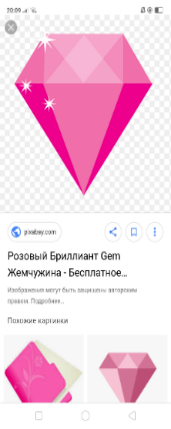 20:09
pixabay.com
Розовый Бриллиант Gem
Жемчужина - Бесплатное...
Изображения могут быть защищены авторским
правом. Подробнее...
Похожие картинки